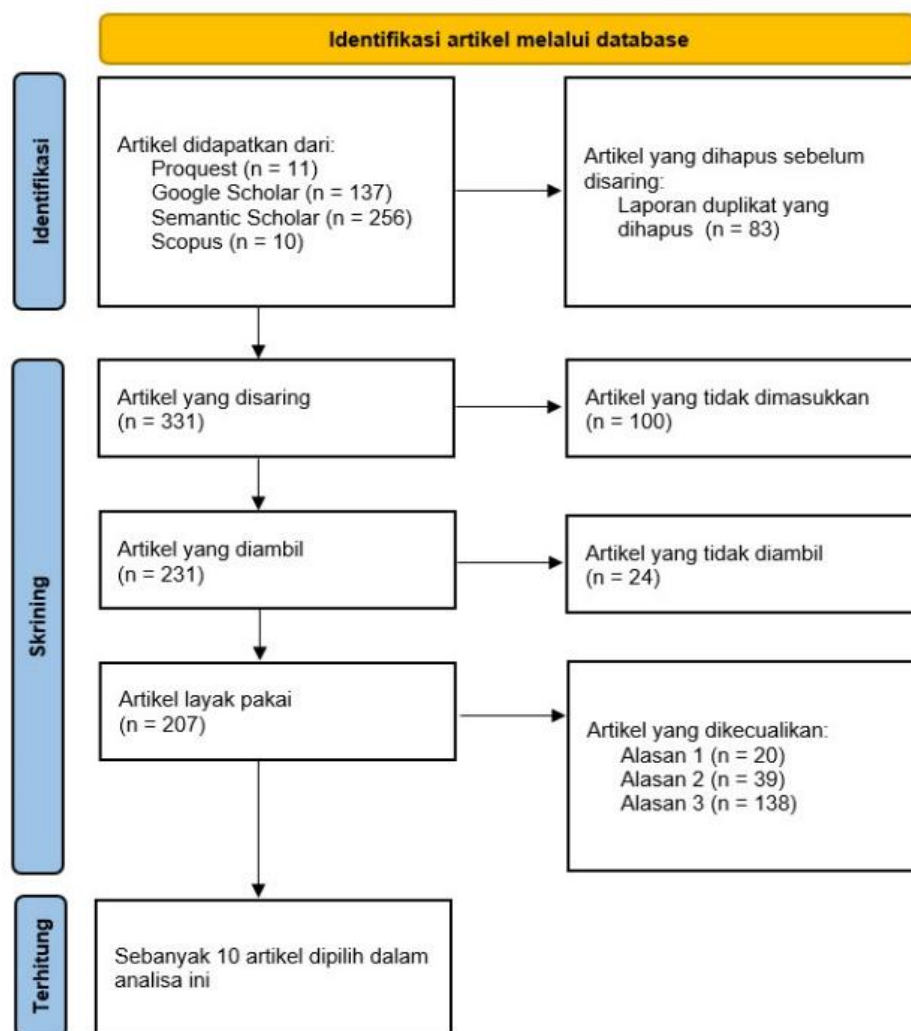 Identifikasi artikel melalui database
Identifikasi
Artikel didapatkan dari:
Proquest (n = 11)
Google Scholar (n = 137)
Semantic Scholar (n = 256)
Scopus (n = 10)
Artikel yang dihapus sebelum
disaring:
Laporan duplikat yang
dihapus (n = 83)
Skrining
Artikel yang disaring
(n = 331)
Artikel yang tidak dimasukkan
(n = 100)
Artikel yang diambil
(n = 231)
Artikel yang tidak diambil
(n = 24)
Artikel layak pakai
(n = 207)
Artikel yang dikecualikan:
Alasan 1 (n = 20)
Alasan 2 (n = 39)
Alasan 3 (n = 138)
Terhitung
Sebanyak 10 artikel dipilih dalam
analisa ini